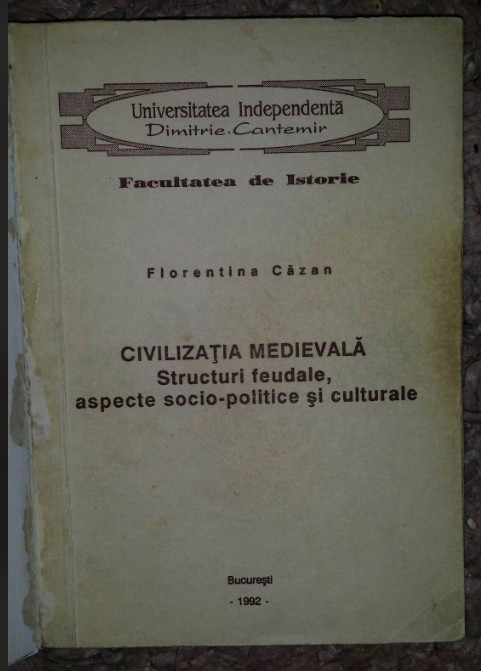 Universitatea Independentă
Dimitrie Cantemir
Facultatea de Istorie
Florentina Căzan
CIVILIZAŢIA MEDIEVALĂ
Structuri feudale,
aspecte socio-politice şi culturale
Bucureşti
- 1992 -